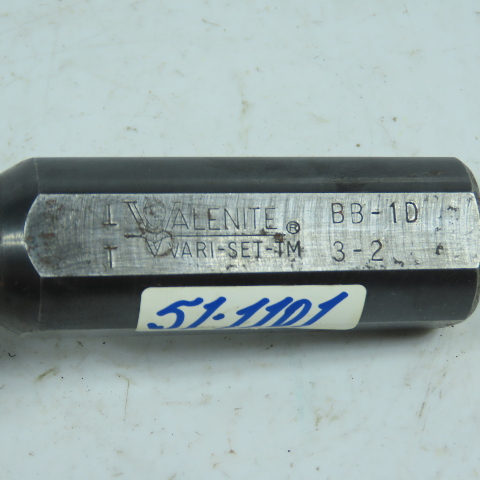 VALENITE® BB-1D
VARI-SET-TM 3-2
51-1101